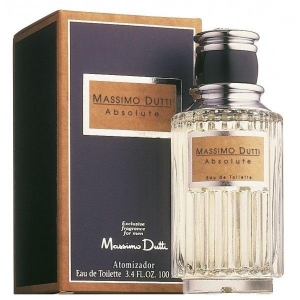 MASSIMO DUTTI
Absolute
Exclusive
fragrance
for men
Massimo Dutti
Atomizador
Eau de Toilette 3.4 FL.OZ. 100
MASSIMO DUTTI
Absolute
Eau de Toilette